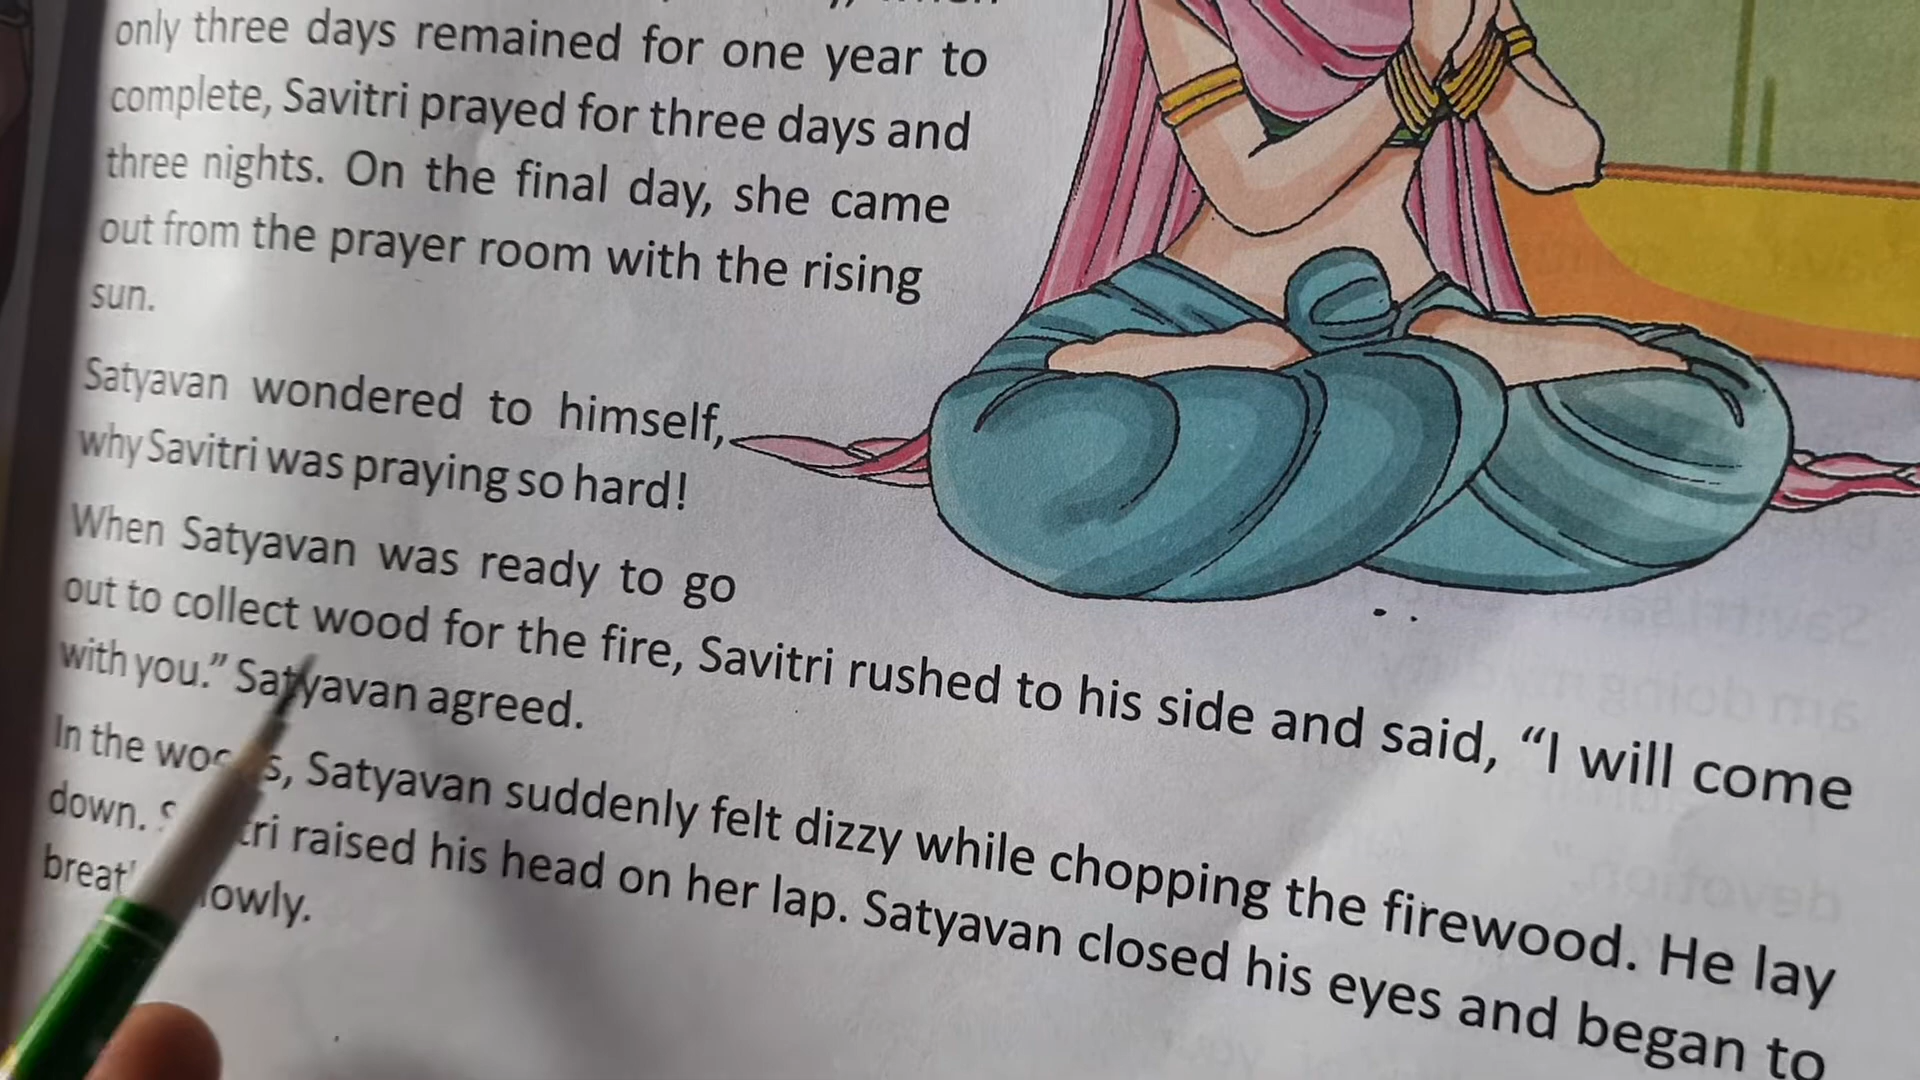 only three days remained for one year to
complete, Savitri prayed for three days and
three nights. On the final day, she came
out from the prayer room with the rising
sun.
Satyavan wondered to himself,
why Savitri was praying so hard!
When Satyavan was ready to go
out to collect wood for the fire, Savitri rushed to his side and said, “I will come
with you.” Satyavan agreed.
In the woods, Satyavan suddenly felt dizzy while chopping the firewood. He lay
down. Savitri raised his head on her lap. Satyavan closed his eyes and began to